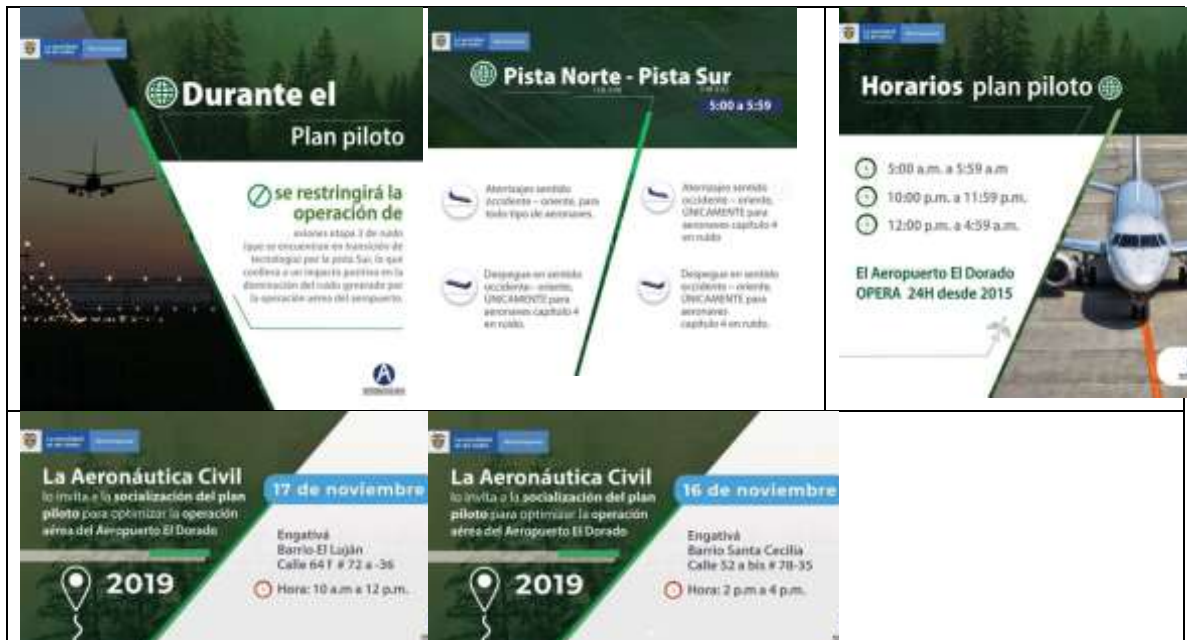 Durante el
Plan piloto
se restringirá la
operación de
aviones etapa 3 de ruido
(que se encuentran en transición de
tecnología) por la pista Sur, lo que
conlleva a un impacto positivo en la
del ruido generado por
la operación aérea del aeropuerto.
Pista Norte - Pista Sur
5:00 a 5:59
Aterrizajes sentido
occidente – oriente, para
todo tipo de aeronaves.
Aterrizajes sentido
occidente – oriente,
ÚNICAMENTE para
aeronaves capítulo 4
en ruido
Despegue en sentido
occidente – oriente,
ÚNICAMENTE para
aeronaves capítulo 4
en ruido.
Despegue en sentido
occidente – oriente,
ÚNICAMENTE para
aeronaves
capítulo 4 en ruido.
Horarios plan piloto
5:00 a.m. a 5:59 a.m
10:00 p.m. a 11:59 p.m.
12:00 p.m. a 4:59 a.m.
El Aeropuerto El Dorado
OPERA 24H desde 2015
La Aeronáutica Civil
lo invita a la socialización del plan
piloto para optimizar la operación
aérea del Aeropuerto El Dorado
2019
17 de noviembre
Engativá
Barrio El Luján
Calle 64 F # 72 a -36
Hora: 10 a.m a 12 p.m.
La Aeronáutica Civil
lo invita a la socialización del plan
piloto para optimizar la operación
aérea del Aeropuerto El Dorado
2019
16 de noviembre
Engativá
Barrio Santa Cecilia
Calle 52 a bis # 78-35
Hora: 2 p.m a 4 p.m.